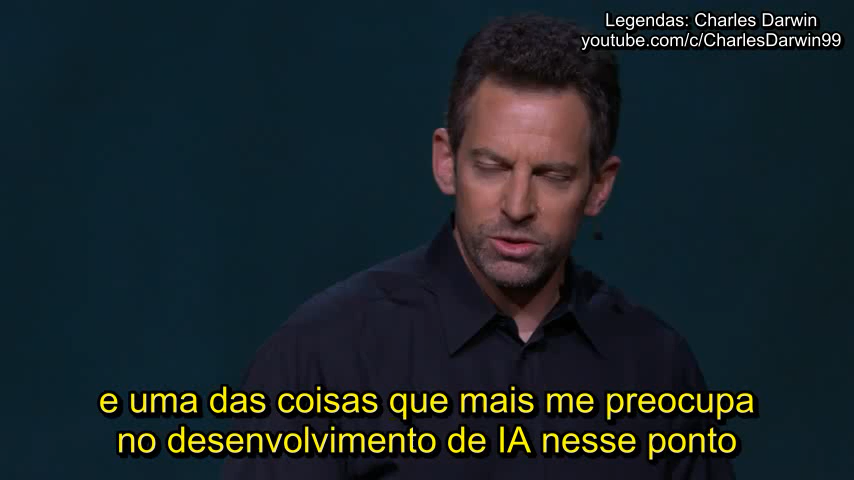 Legendas: Charles Darwin
youtube.com/c/CharlesDarwin99
e uma das coisas que mais me preocupa
no desenvolvimento de IA nesse ponto